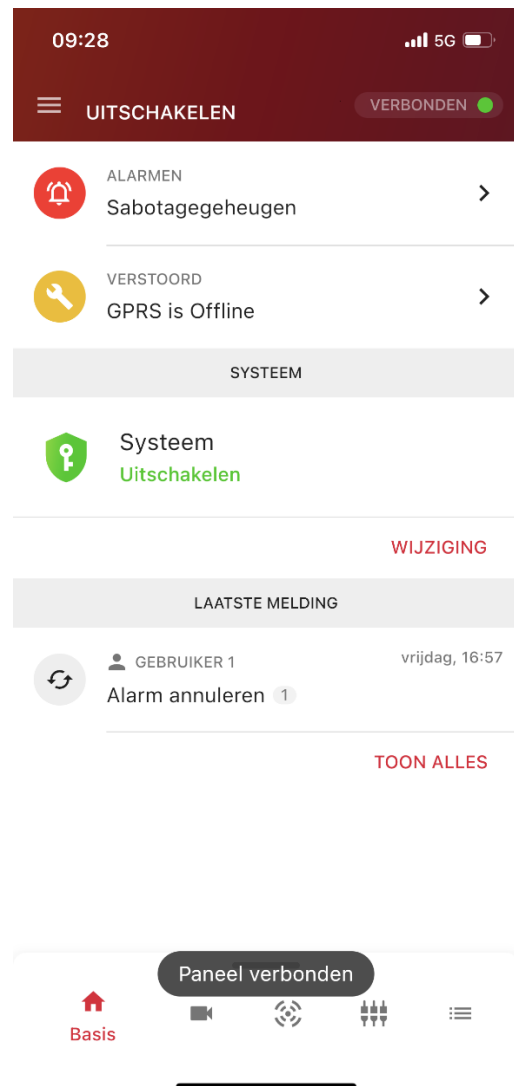 09:28
5G
UITSCHAKELEN
VERBONDEN
ALARMEN
Sabotagegeheugen
VERSTOORD
GPRS is Offline
SYSTEEM
Systeem
Uitschakelen
WIJZIGING
LAATSTE MELDING
GEBRUIKER 1
vrijdag, 16:57
Alarm annuleren 1
TOON ALLES
Paneel verbonden
Basis